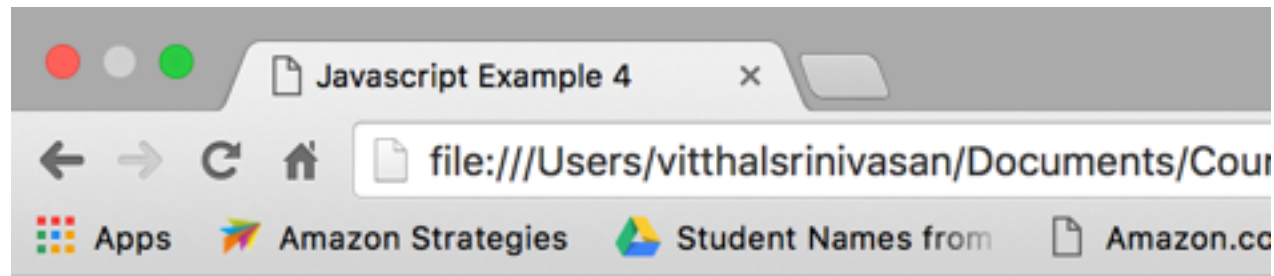 Javascript Example 4
file:///Users/vitthalsrinivasan/Documents/Cour
Apps Amazon Strategies Student Names from Amazon.co